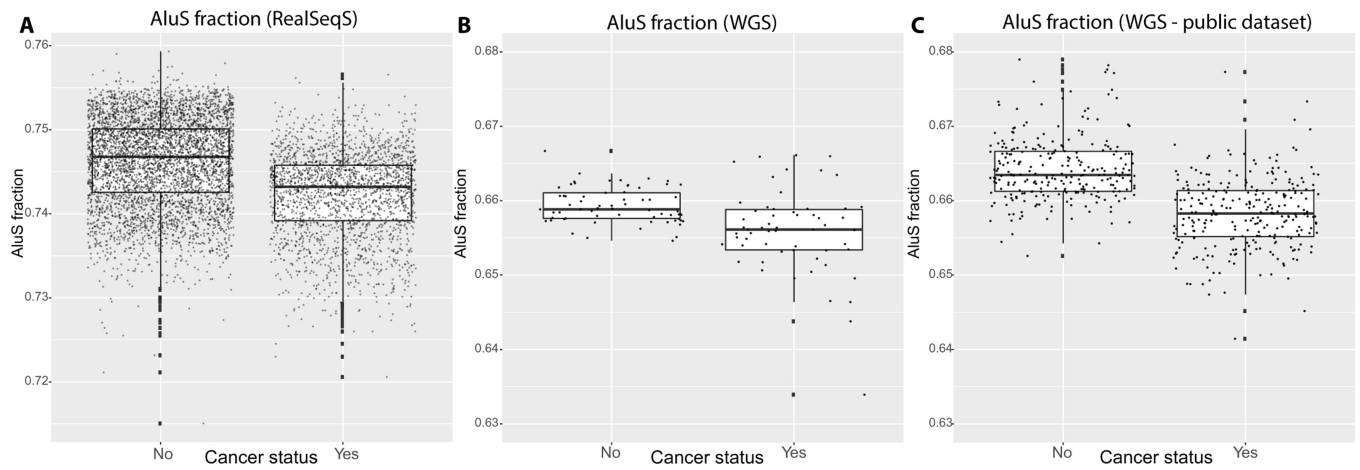 A
AluS fraction (RealSeqS)
AluS fraction
0.76
0.75
0.74
0.73
0.72
No
Cancer status
Yes
B
AluS fraction (WGS)
AluS fraction
0.68
0.67
0.66
0.65
0.64
0.63
No
Cancer status
Yes
C
AluS fraction (WGS - public dataset)
AluS fraction
0.68
0.67
0.66
0.65
0.64
0.63
No
Cancer status
Yes